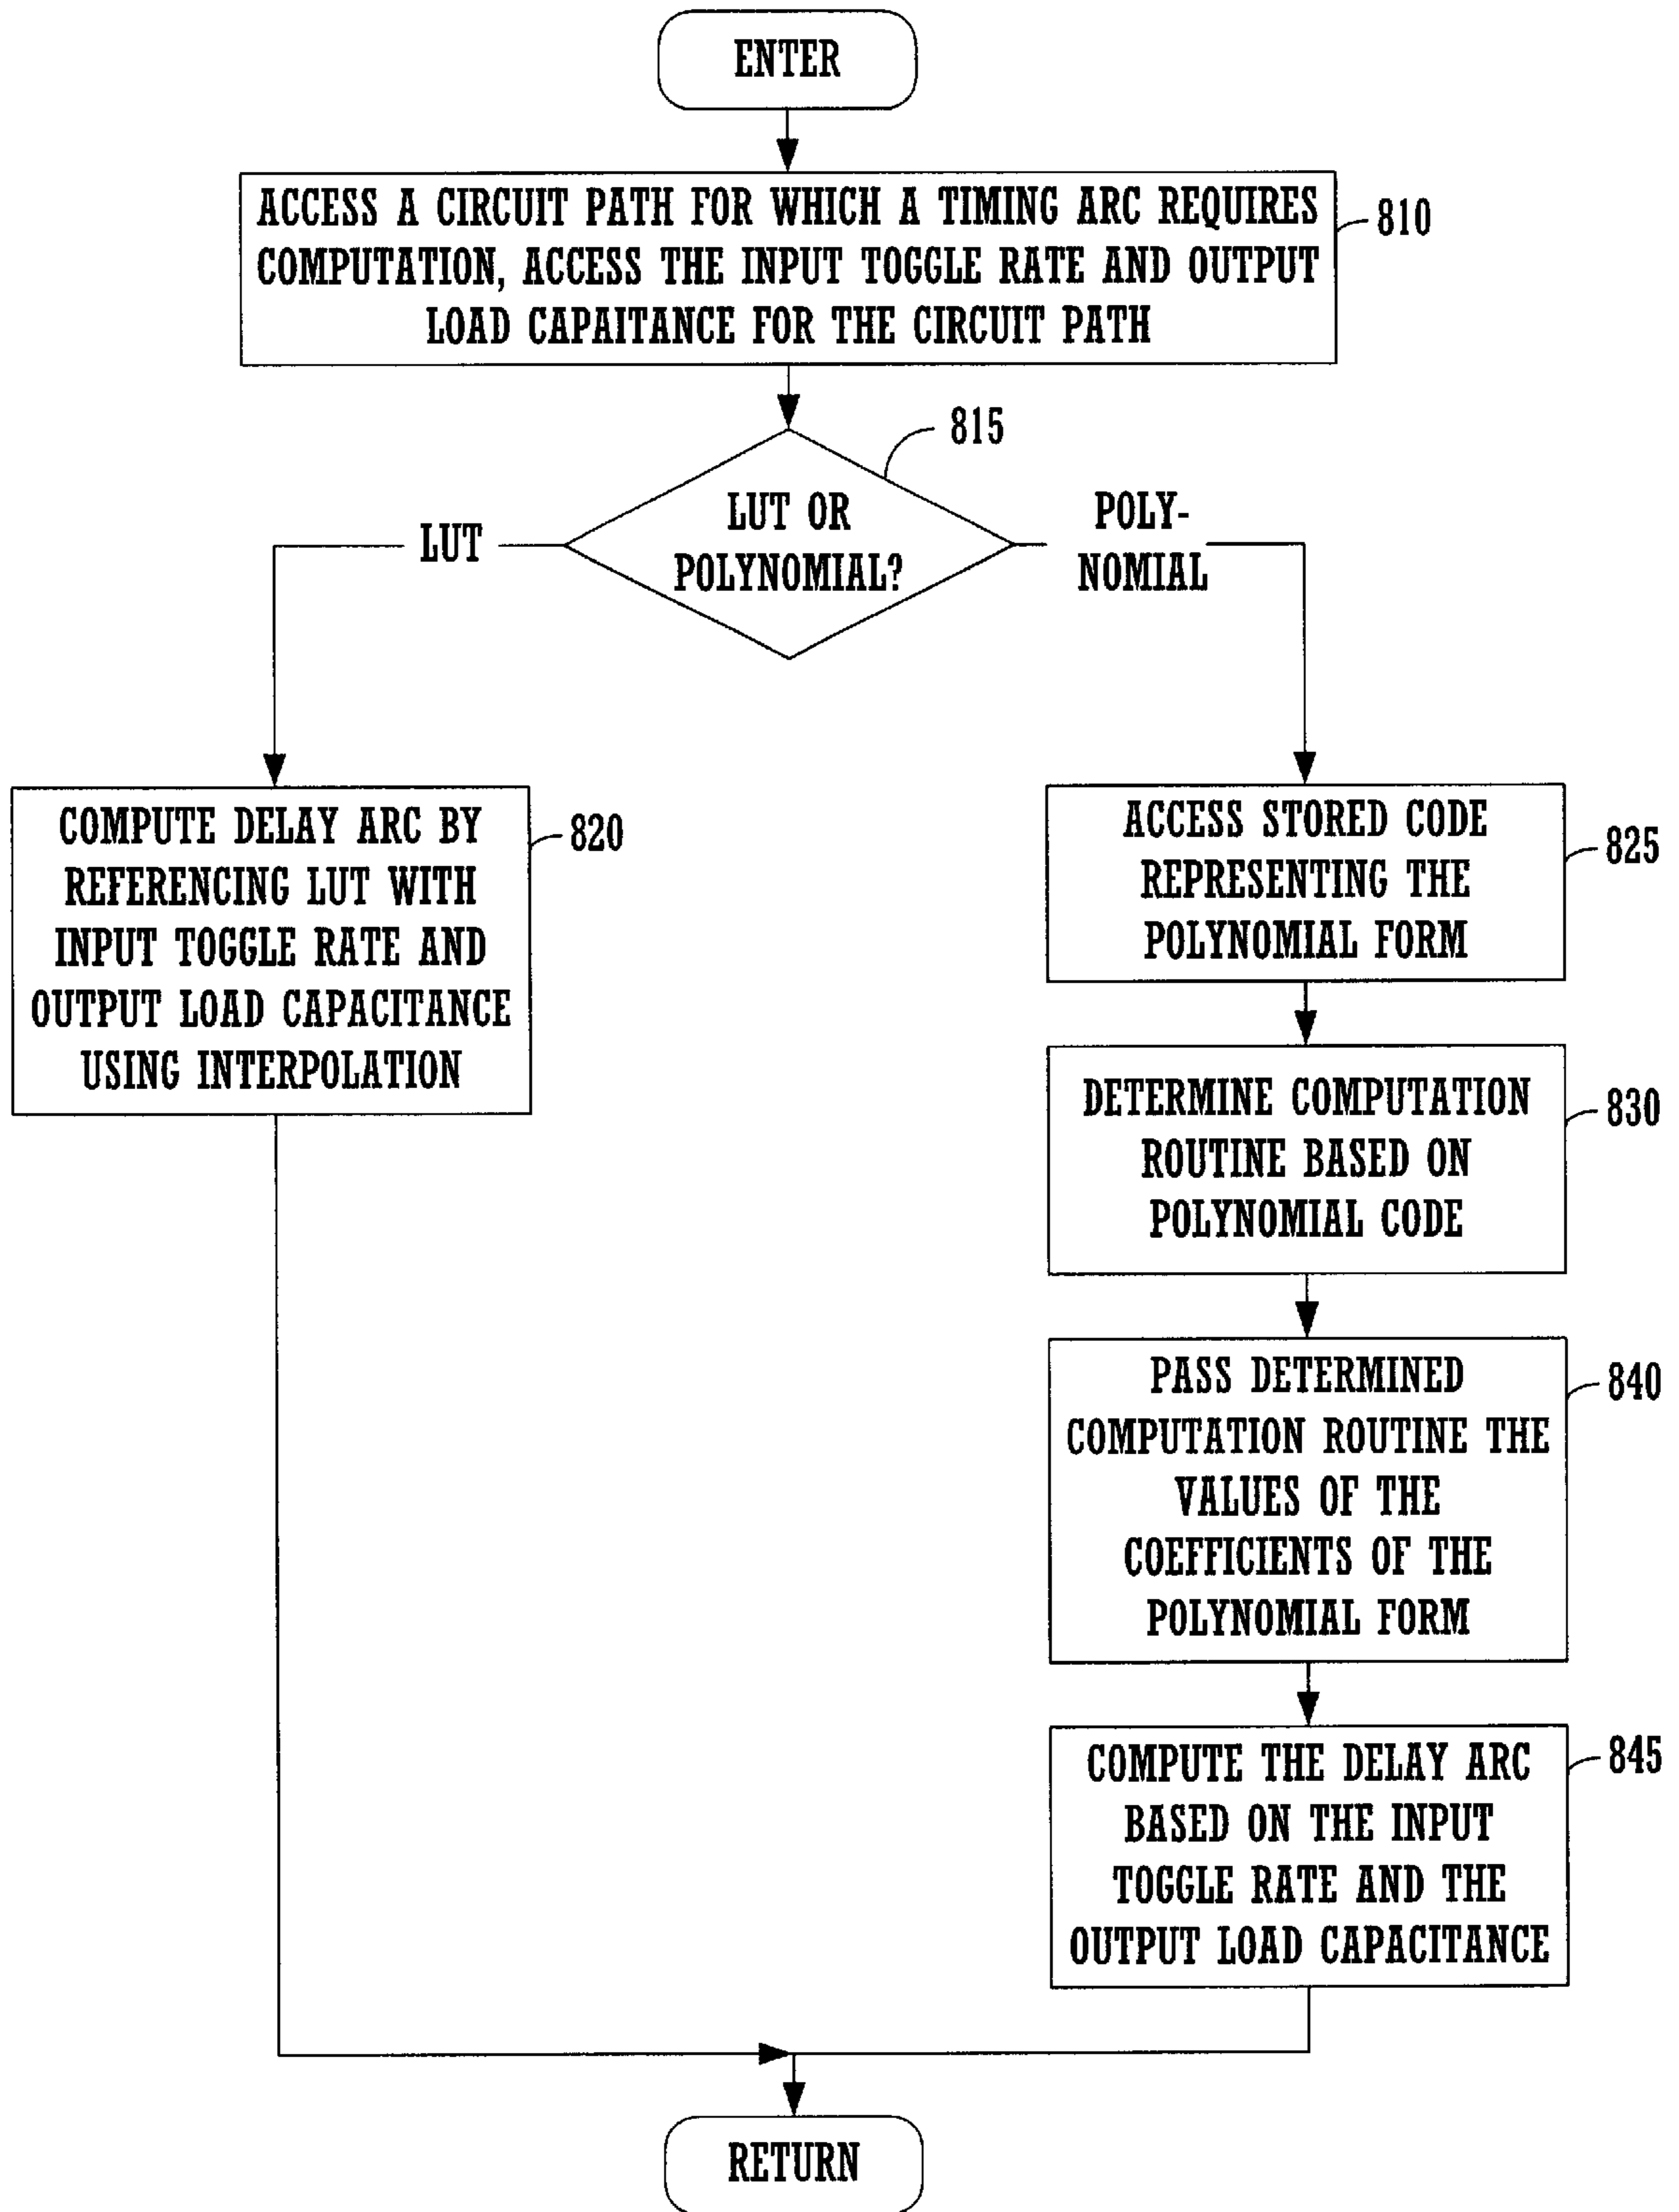 ENTER
ACCESS A CIRCUIT PATH FOR WHICH A TIMING ARC REQUIRES
COMPUTATION, ACCESS THE INPUT TOGGLE RATE AND OUTPUT
LOAD CAPAITANCE FOR THE CIRCUIT PATH
810
815
LUT OR
POLYNOMIAL?
LUT
POLY-
NOMIAL
COMPUTE DELAY ARC BY
REFERENCING LUT WITH
INPUT TOGGLE RATE AND
OUTPUT LOAD CAPACITANCE
USING INTERPOLATION
820
ACCESS STORED CODE
REPRESENTING THE
POLYNOMIAL FORM
825
DETERMINE COMPUTATION
ROUTINE BASED ON
POLYNOMIAL CODE
830
PASS DETERMINED
COMPUTATION ROUTINE THE
VALUES OF THE
COEFFICIENTS OF THE
POLYNOMIAL FORM
840
COMPUTE THE DELAY ARC
BASED ON THE INPUT
TOGGLE RATE AND THE
OUTPUT LOAD CAPACITANCE
845
RETURN